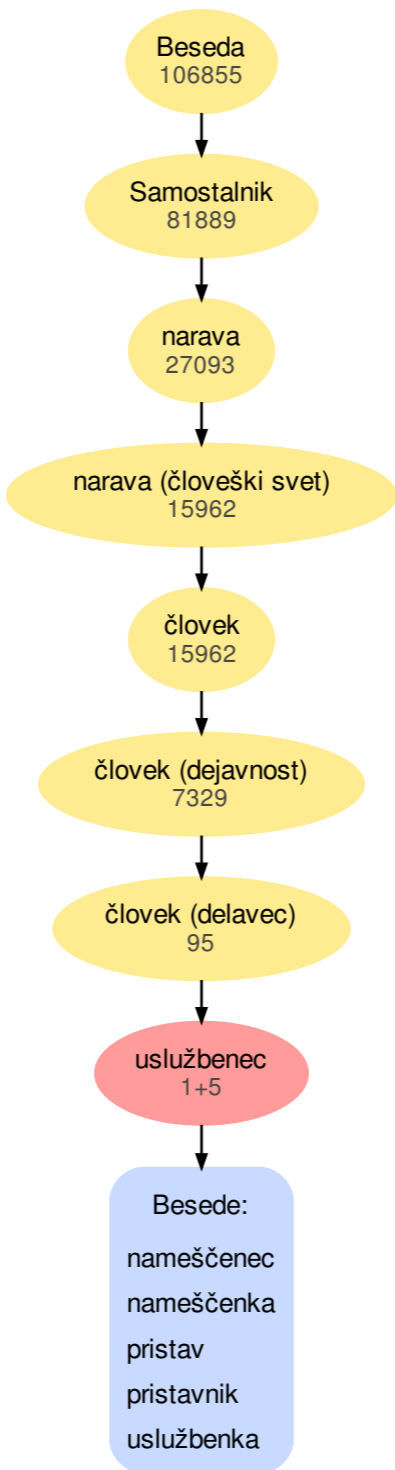 Beseda
106855
Samostalnik
81889
narava
27093
narava (človeški svet)
15962
človek
15962
človek (dejavnost)
7329
človek (delavec)
95
uslužbenec
1+5
Besede:
nameščenec
nameščenka
pristav
pristavnik
uslužbenka